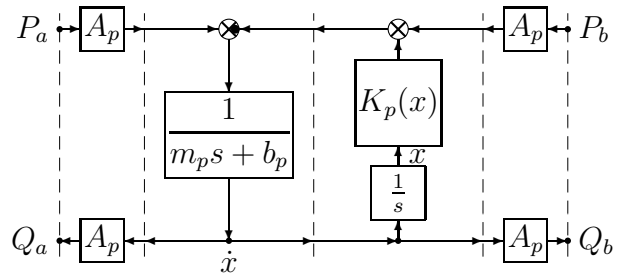 P_a A_p A_p P_b
1
m_p s + b_p
K_p(x)
x
1
s
Q_a A_p A_p Q_b
ẋ